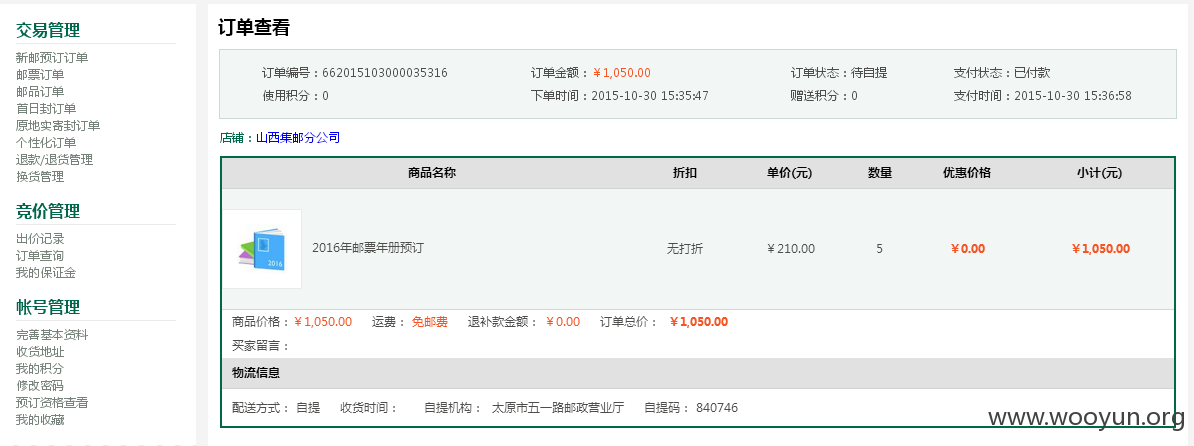 交易管理
新邮预订订单
邮票订单
邮品订单
首日封订单
原地实寄封订单
个性化订单
退款/退货管理
换货管理
竞价管理
出价记录
订单查询
我的保证金
帐号管理
完善基本资料
收货地址
我的积分
修改密码
预订资格查看
我的收藏
订单查看
订单编号：662015103000035316 订单金额：￥1,050.00 订单状态：待自提 支付状态：已付款
使用积分：0 下单时间：2015-10-30 15:35:47 赠送积分：0 支付时间：2015-10-30 15:36:58
店铺：山西集邮分公司
商品名称 折扣 单价(元) 数量 优惠价格 小计(元)
2016
2016年邮票年册预订 无打折 ￥210.00 5 ￥0.00 ￥1,050.00
商品价格：￥1,050.00 运费： 免邮费 退补款金额： ￥0.00 订单总价： ￥1,050.00
买家留言：
物流信息
配送方式： 自提 收货时间： 自提机构： 太原市五一路邮政营业厅 自提码： 840746
www.wooyun.org